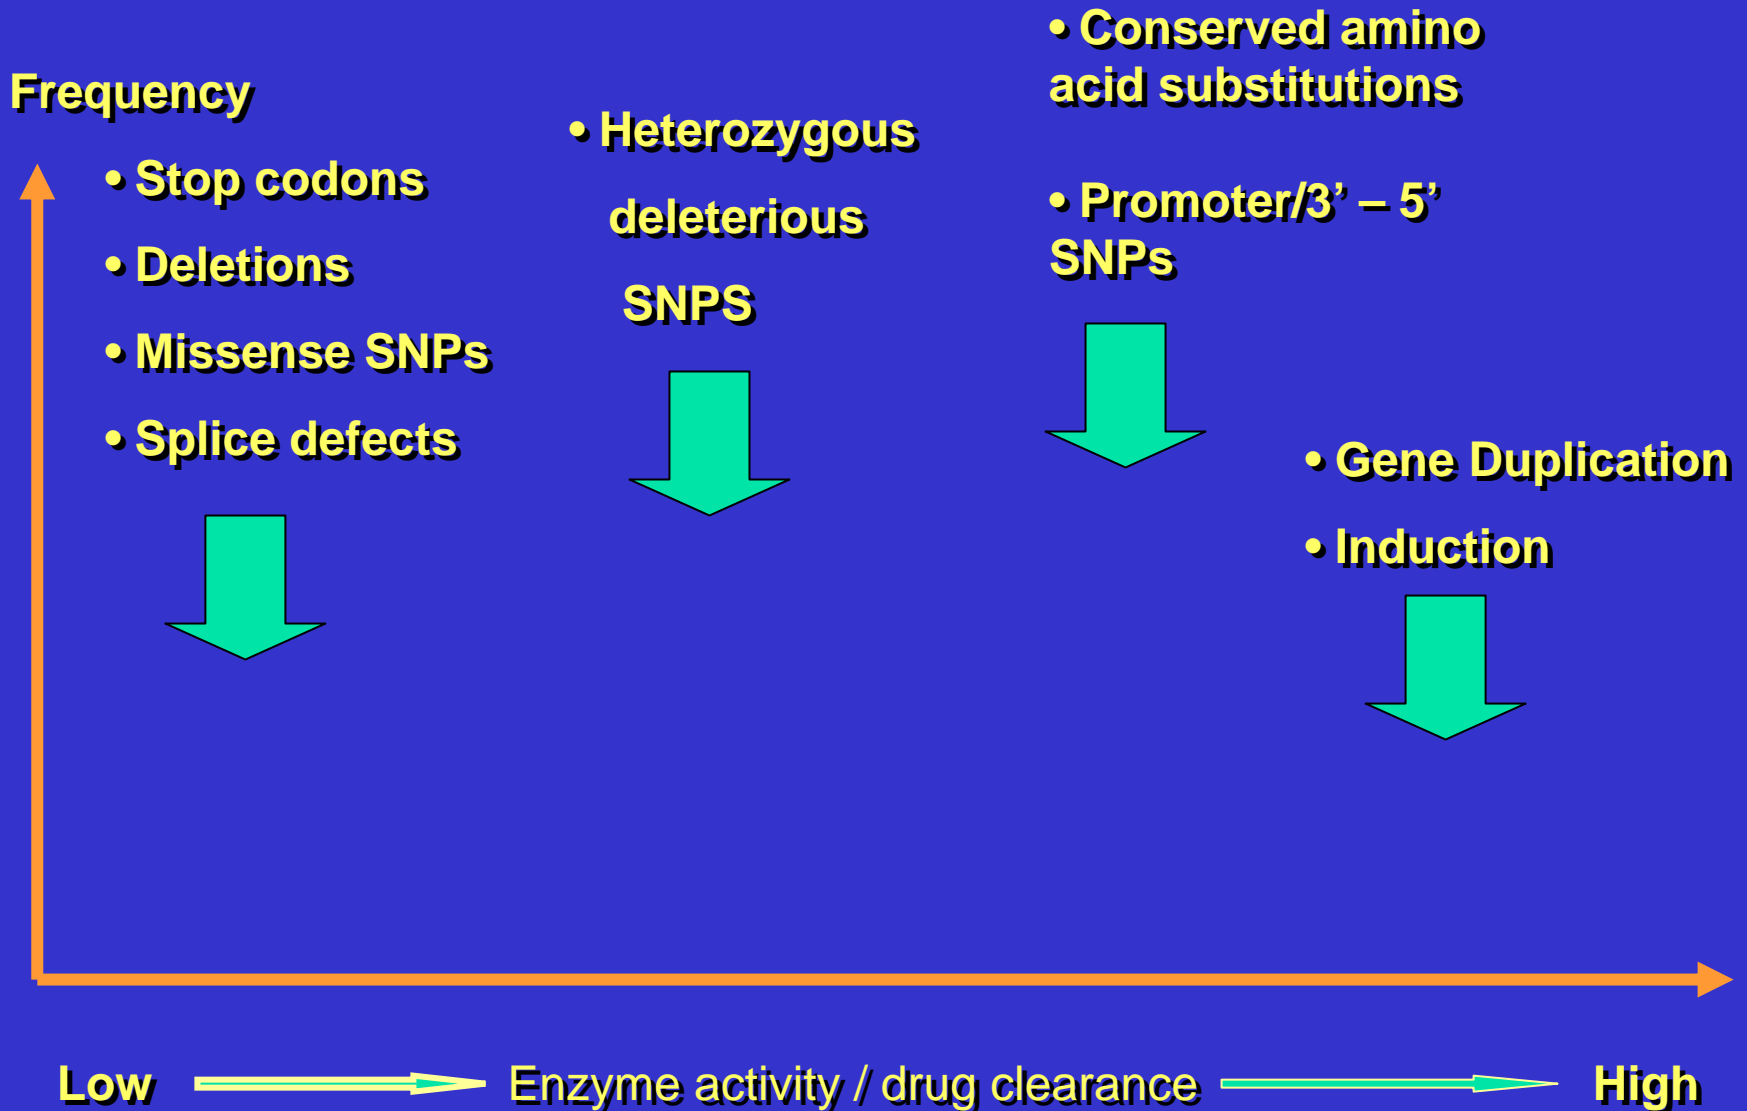 Frequency
• Stop codons
• Deletions
• Missense SNPs
• Splice defects
• Heterozygous
deleterious
SNPS
• Conserved amino
acid substitutions
• Promoter/3’ – 5’
SNPs
• Gene Duplication
• Induction
Low Enzyme activity / drug clearance High